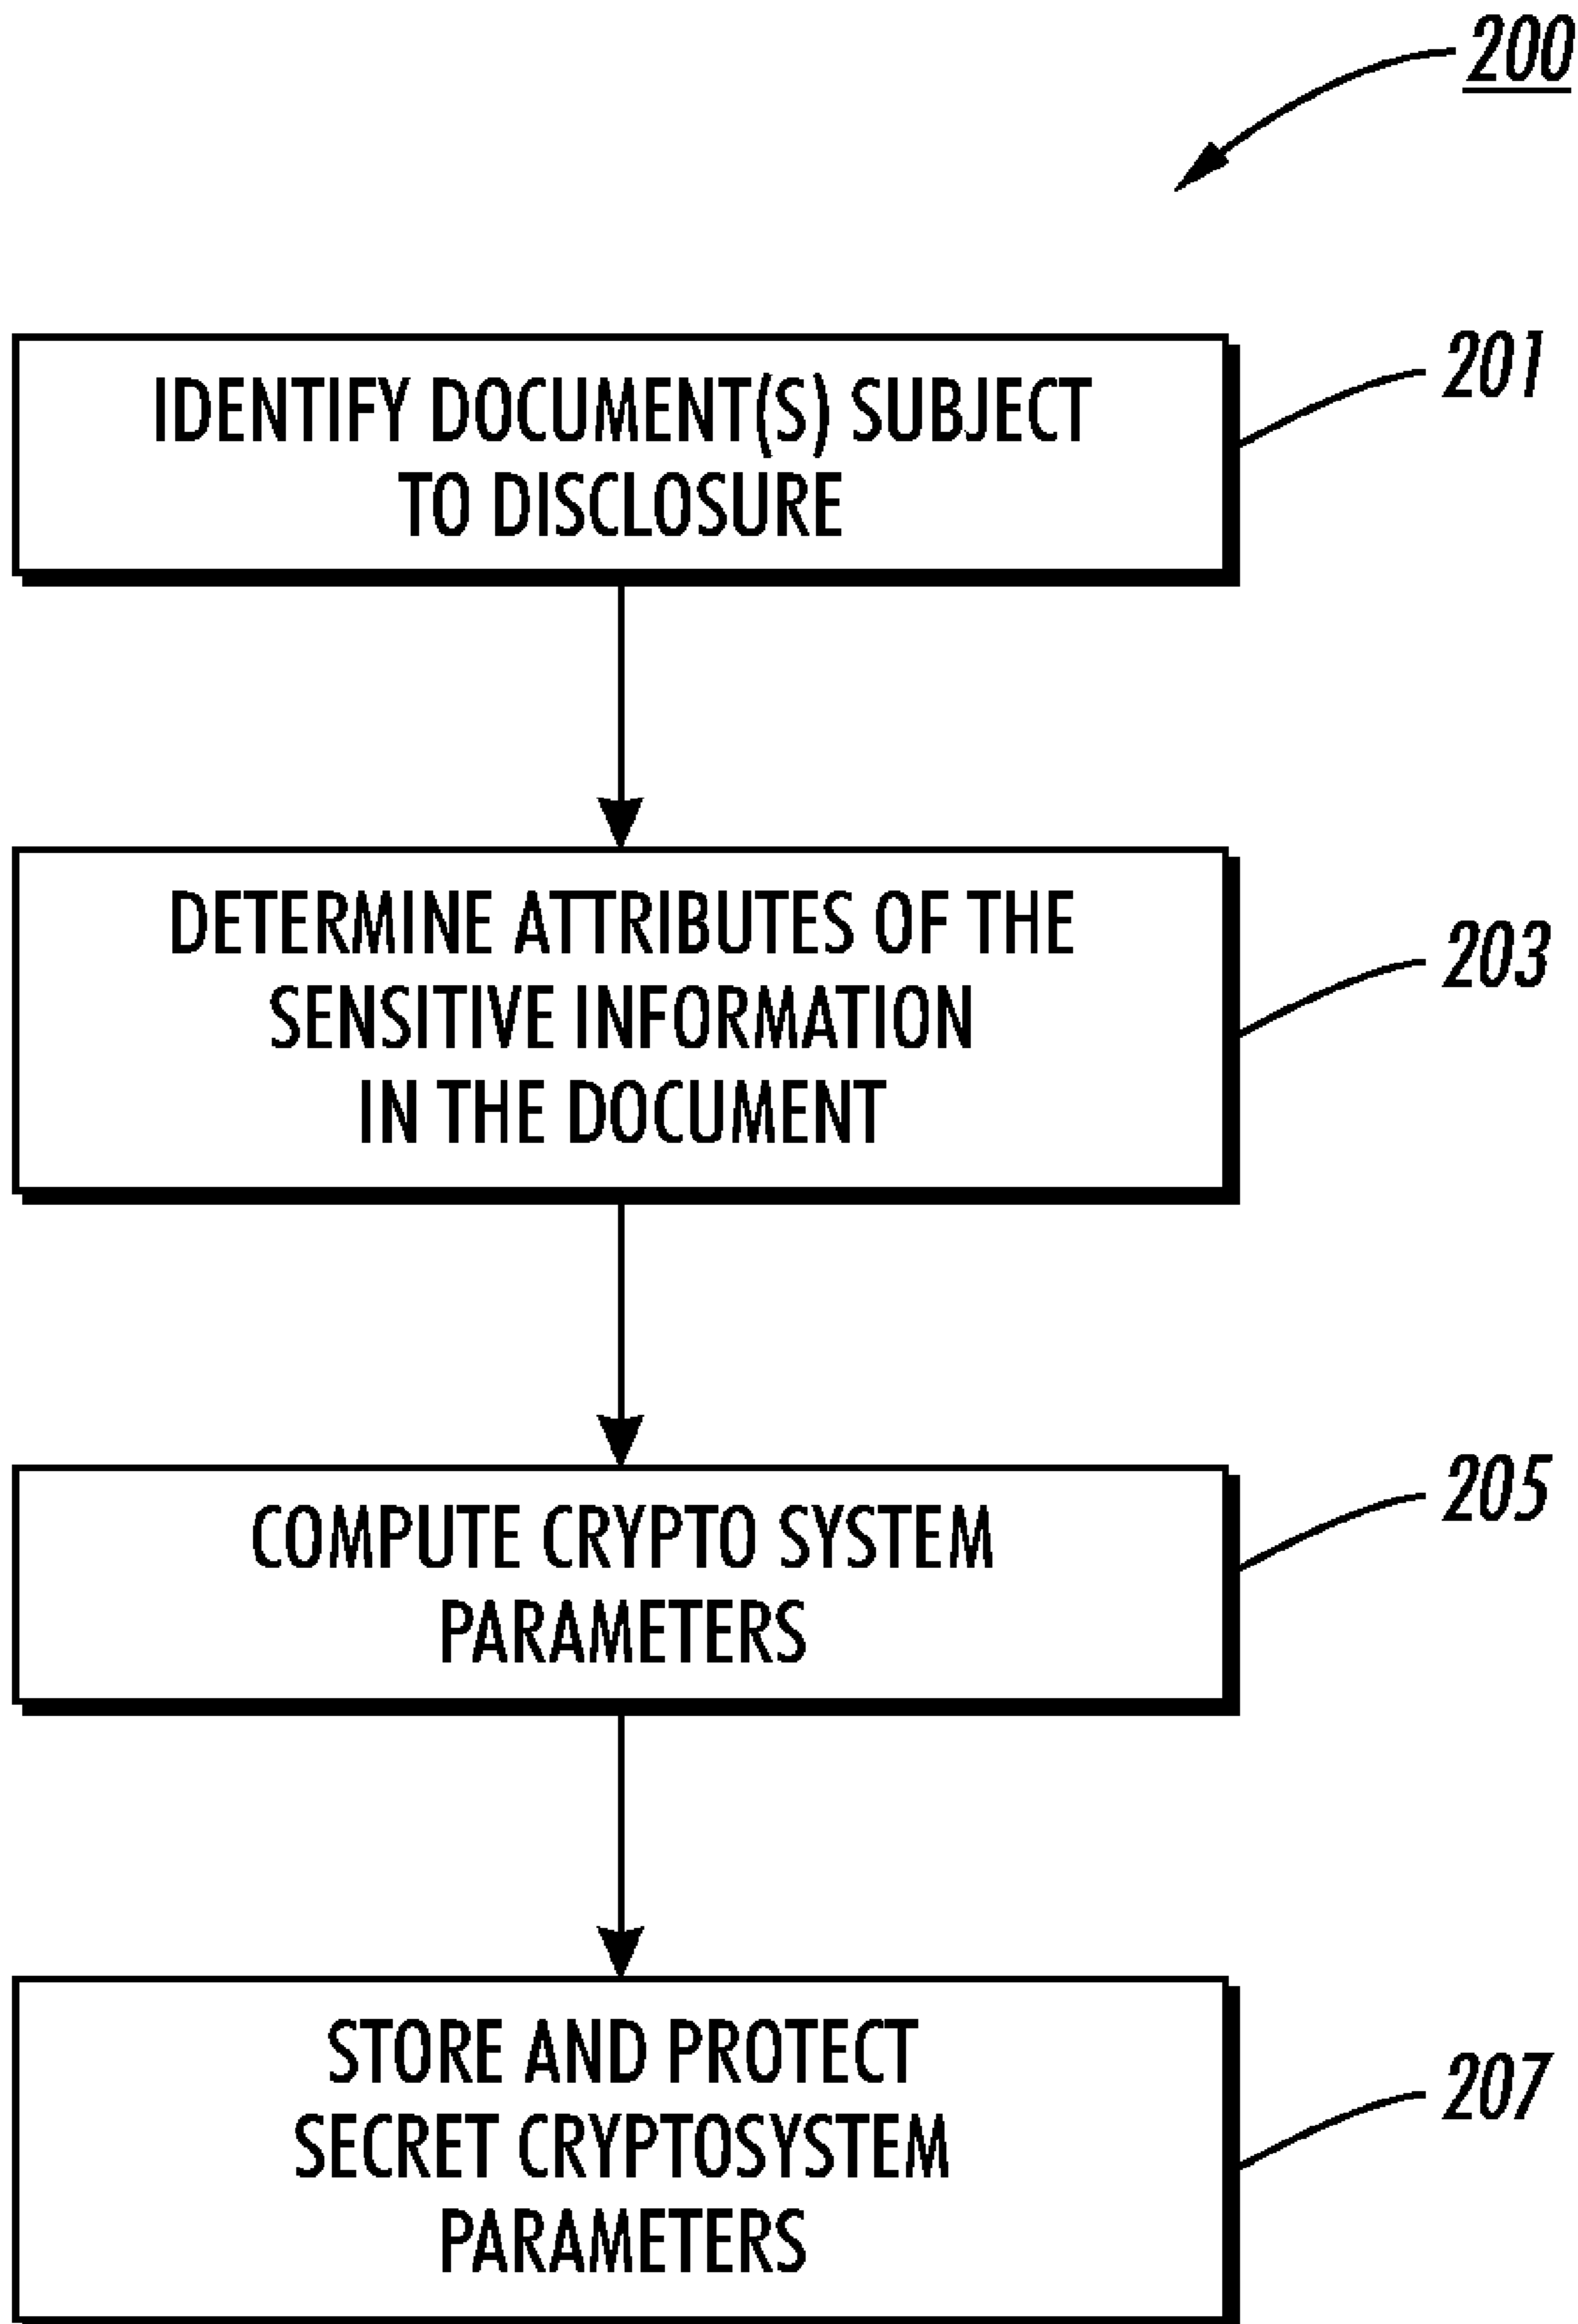 200
IDENTIFY DOCUMENT(S) SUBJECT
TO DISCLOSURE
201
DETERMINE ATTRIBUTES OF THE
SENSITIVE INFORMATION
IN THE DOCUMENT
203
COMPUTE CRYPTO SYSTEM
PARAMETERS
205
STORE AND PROTECT
SECRET CRYPTOSYSTEM
PARAMETERS
207